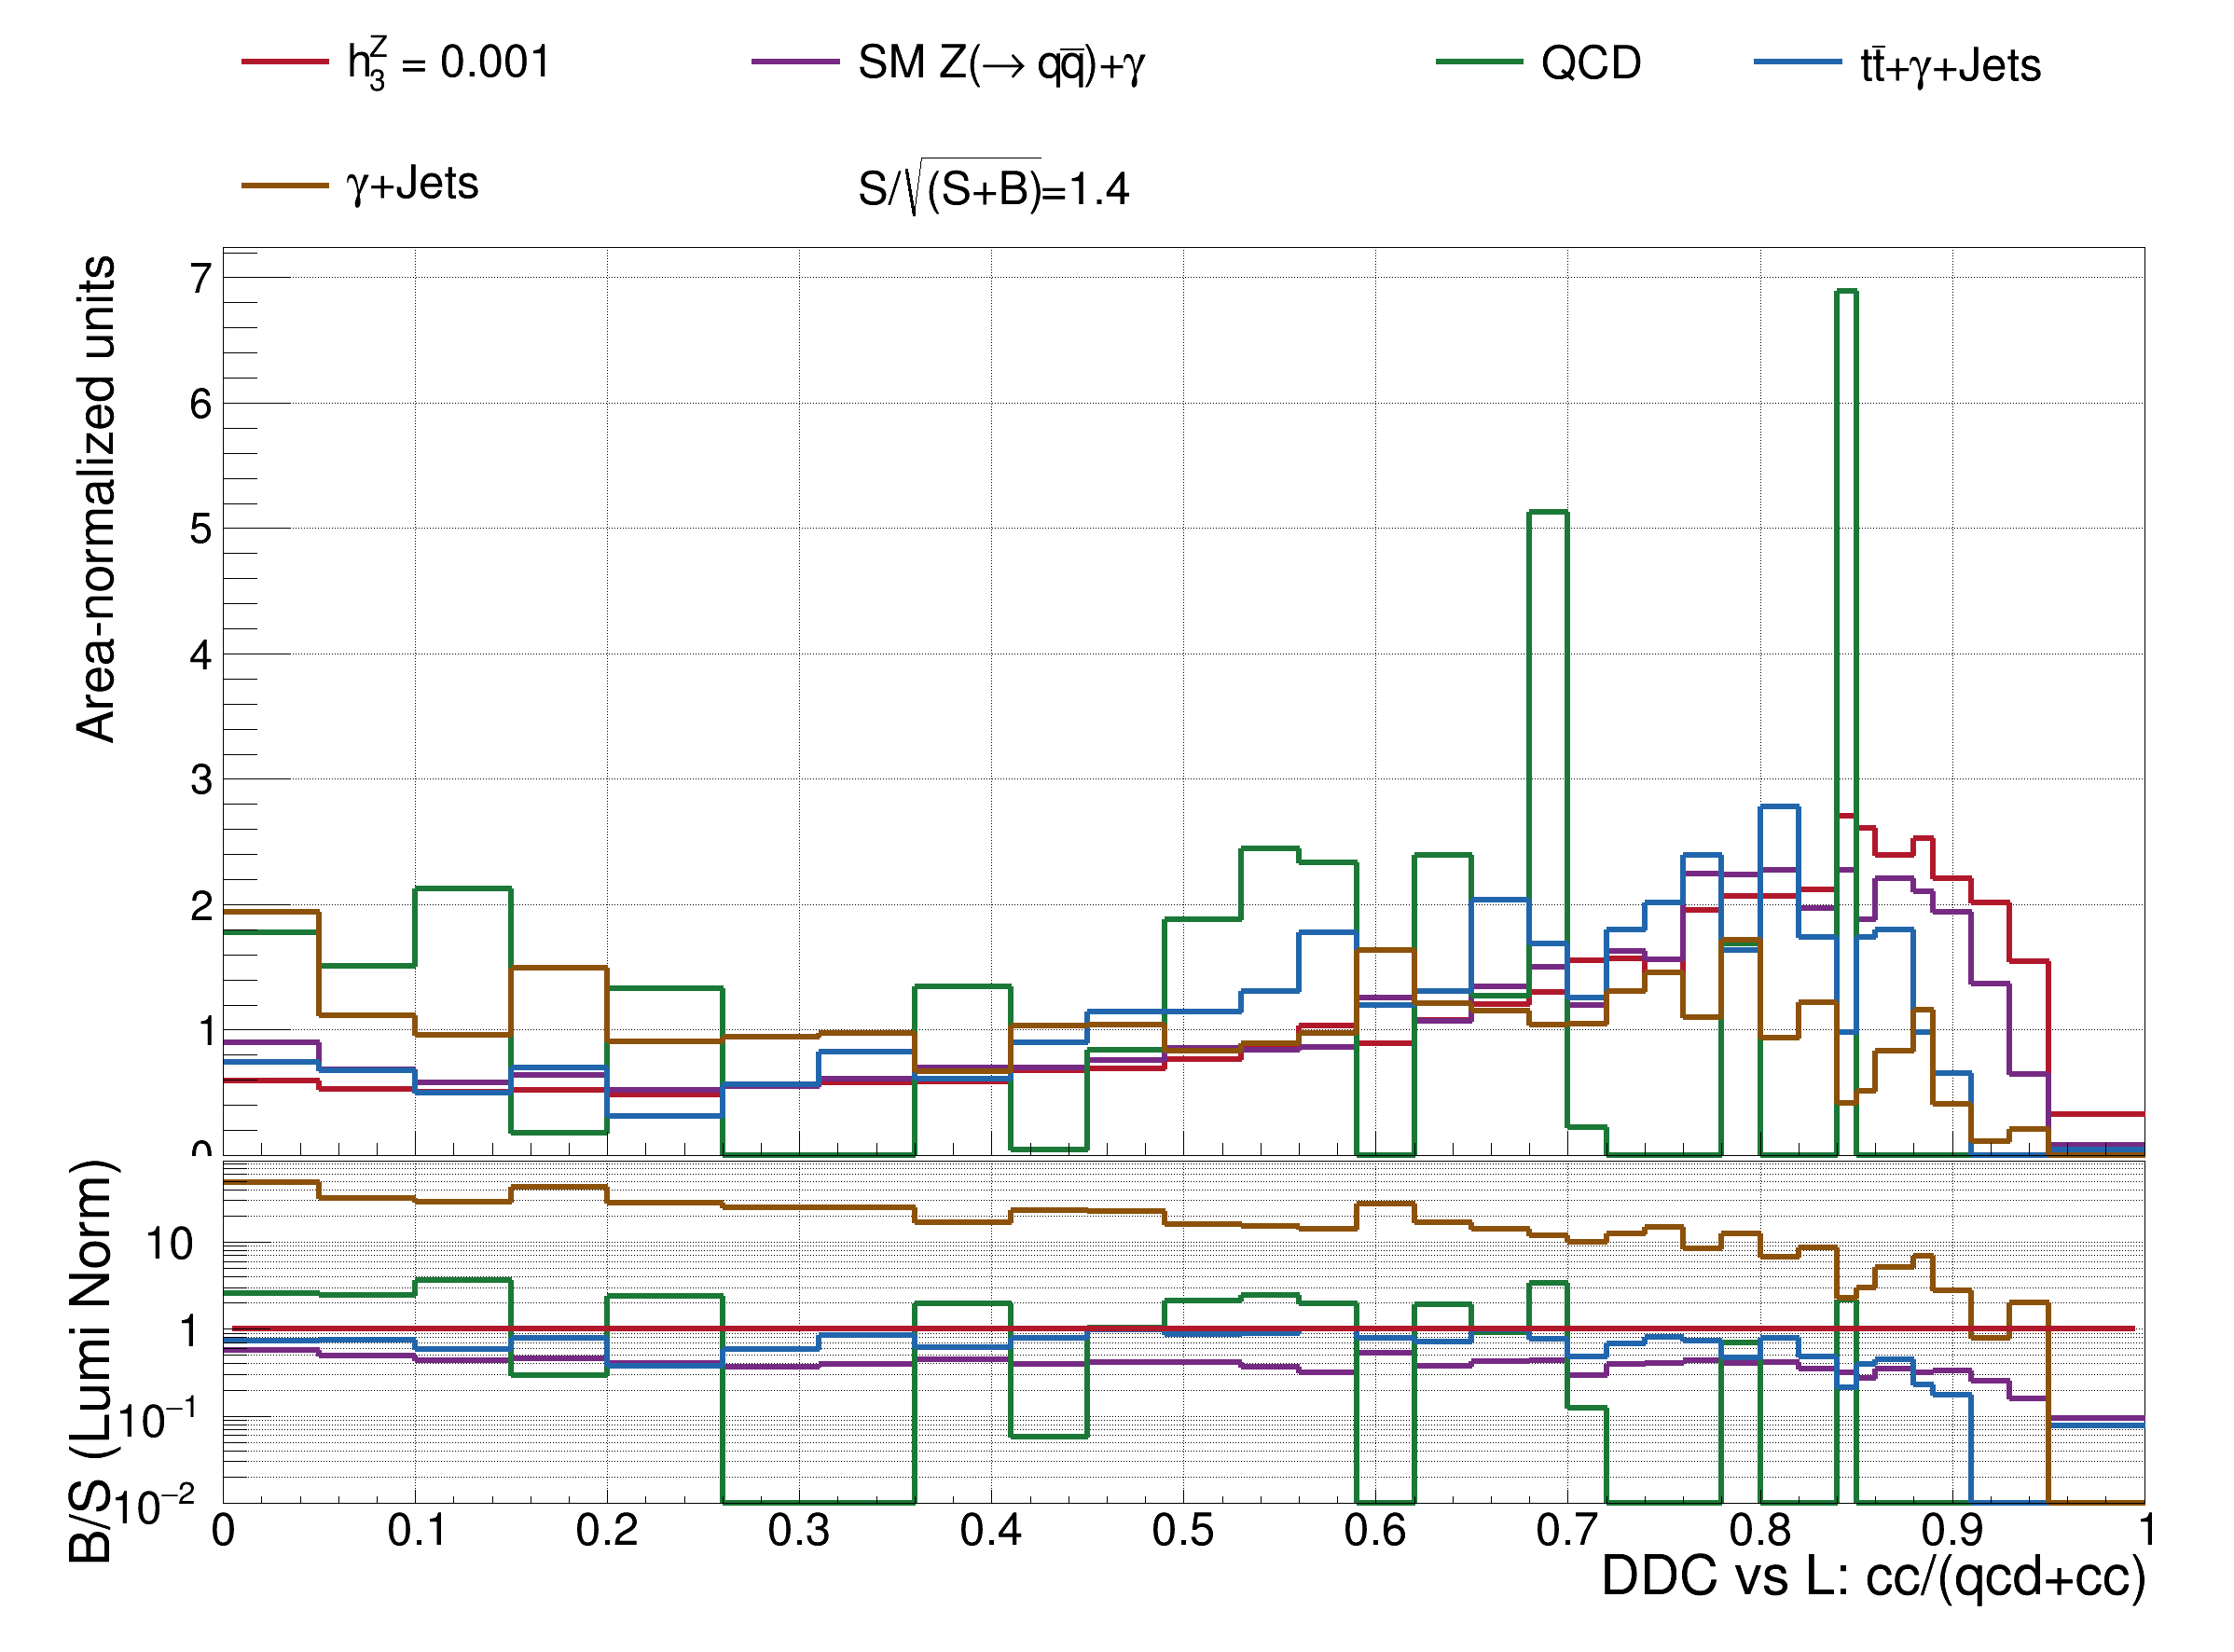 h₃ᶻ = 0.001 SM Z(→ qq̄)+γ QCD tt̄+γ+Jets
γ+Jets S/√(S+B)=1.4
Area-normalized units
7
6
5
4
3
2
1
0
B/S (Lumi Norm)
10
1
10⁻¹
10⁻²
0 0.1 0.2 0.3 0.4 0.5 0.6 0.7 0.8 0.9 1
DDC vs L: cc/(qcd+cc)